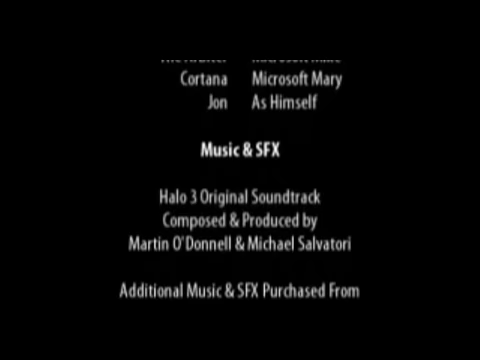 Cortana Microsoft Mary
Jon As Himself
Music & SFX
Halo 3 Original Soundtrack
Composed & Produced by
Martin O'Donnell & Michael Salvatori
Additional Music & SFX Purchased From